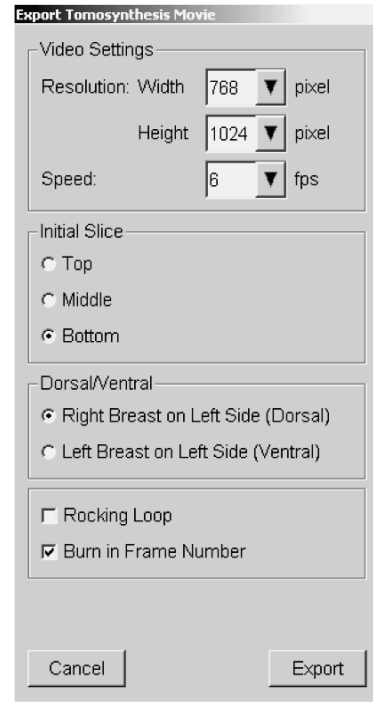 Export Tomosynthesis Movie
Video Settings
Resolution: Width 768 pixel
Height 1024 pixel
Speed: 6 fps
Initial Slice
Top
Middle
Bottom
Dorsal/Ventral
Right Breast on Left Side (Dorsal)
Left Breast on Left Side (Ventral)
Rocking Loop
Burn in Frame Number
Cancel Export